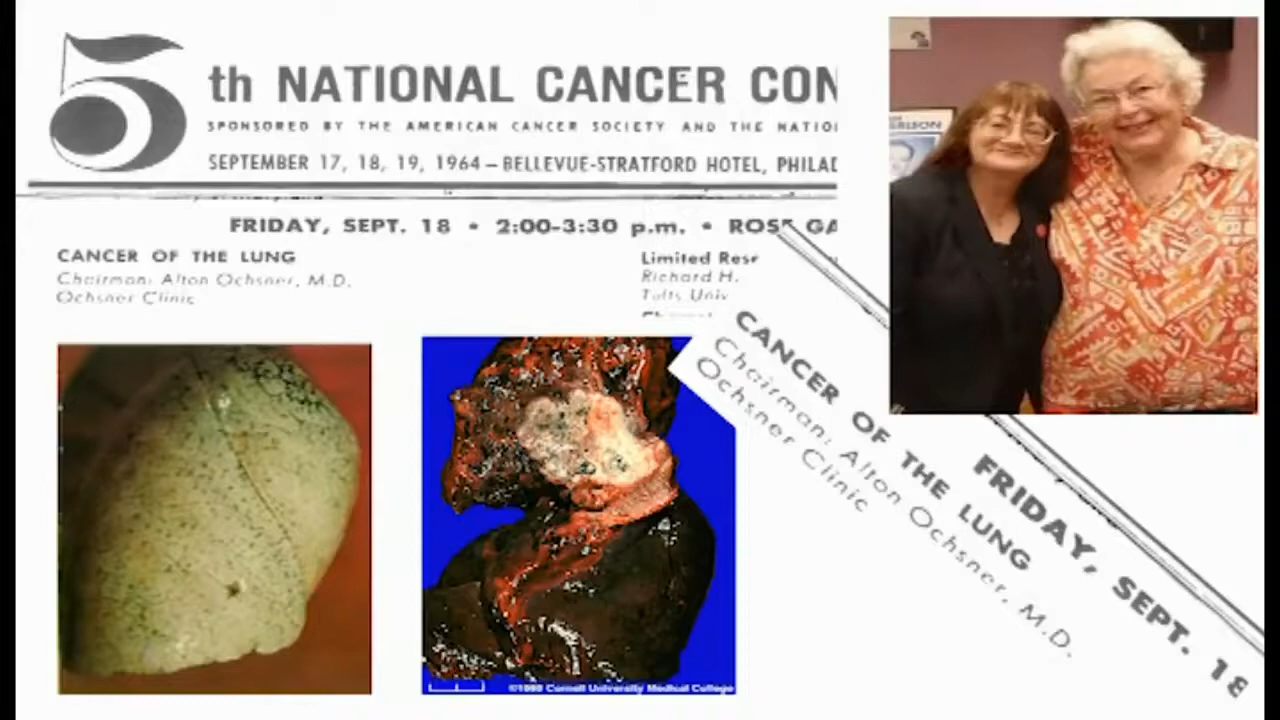 5th NATIONAL CANCER CON
SPONSORED BY THE AMERICAN CANCER SOCIETY AND THE NATIO
SEPTEMBER 17, 18, 19, 1964 – BELLEVUE-STRATFORD HOTEL, PHILAD
FRIDAY, SEPT. 18 • 2:00-3:30 p.m. • ROSE GA
CANCER OF THE LUNG
Chairman: Alton Ochsner, M.D.
Ochsner Clinic
Limited Rese
Richard H.
Tufts Univ
FRIDAY, SEPT. 18
CANCER OF THE LUNG
Chairman: Alton Ochsner, M.D.
Ochsner Clinic
Cornell University Medical College